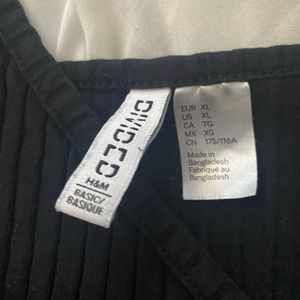 DIVIDED
H&M
BASIC/
BASIQUE
EUR XL
US XL
CA TG
MX XG
CN 175/116A
Made in
Bangladesh
Fabriqué au
Bangladesh